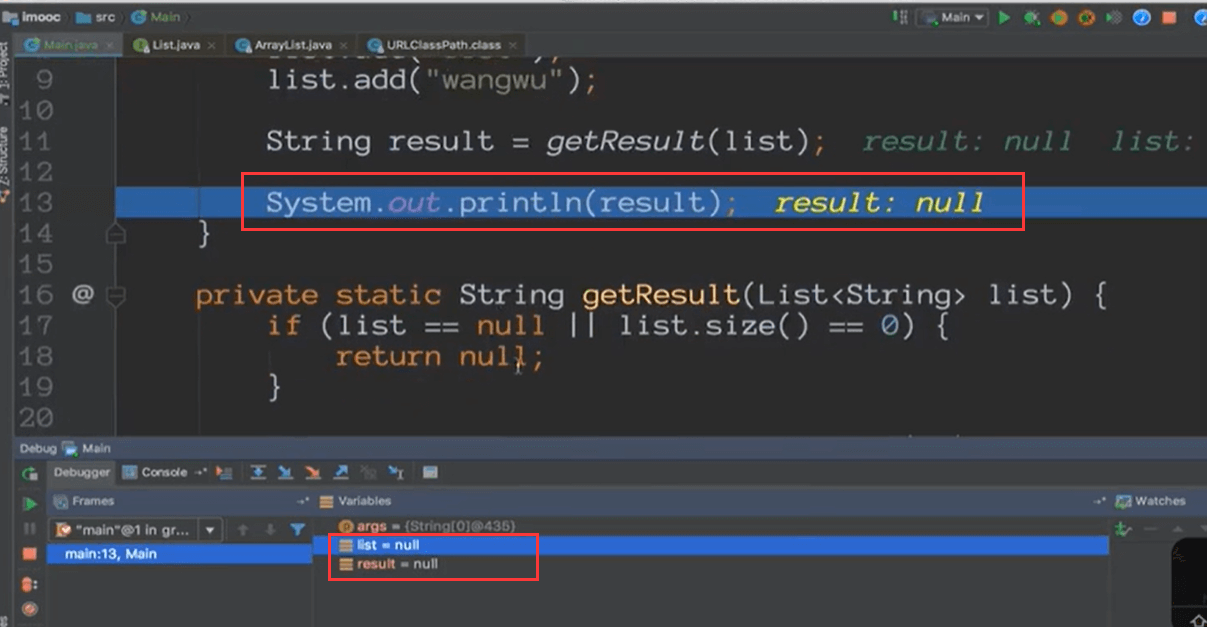 imooc src Main Main
Main.java List.java ArrayList.java URLClassPath.class
1: Project
9 list.add("wangwu");
10
11 String result = getResult(list); result: null list:
12
13 System.out.println(result); result: null
14 }
15
16 @ private static String getResult(List<String> list) {
17 if (list == null || list.size() == 0) {
18 return null;
19 }
20
Z: Structure
Debug Main
Debugger Console
Frames Variables Watches
"main"@1 in gr... args = {String[0]@435}
main:13, Main list = null
result = null